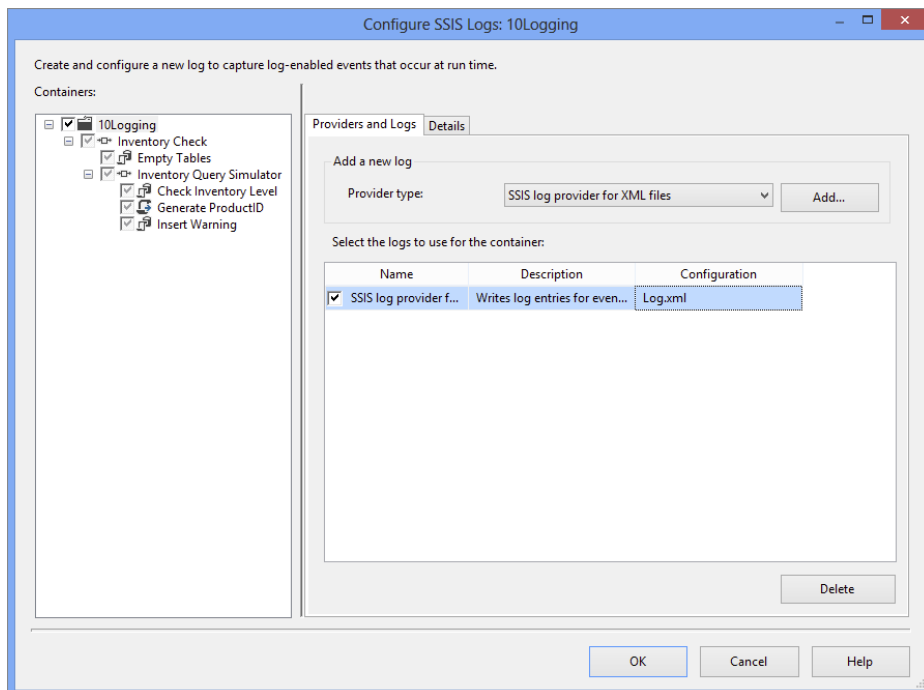 Configure SSIS Logs: 10Logging
Create and configure a new log to capture log-enabled events that occur at run time.
Containers:
10Logging
Inventory Check
Empty Tables
Inventory Query Simulator
Check Inventory Level
Generate ProductID
Insert Warning
Providers and Logs
Details
Add a new log
Provider type:
SSIS log provider for XML files
Add...
Select the logs to use for the container:
Name Description Configuration
SSIS log provider f... Writes log entries for even... Log.xml
Delete
OK Cancel Help